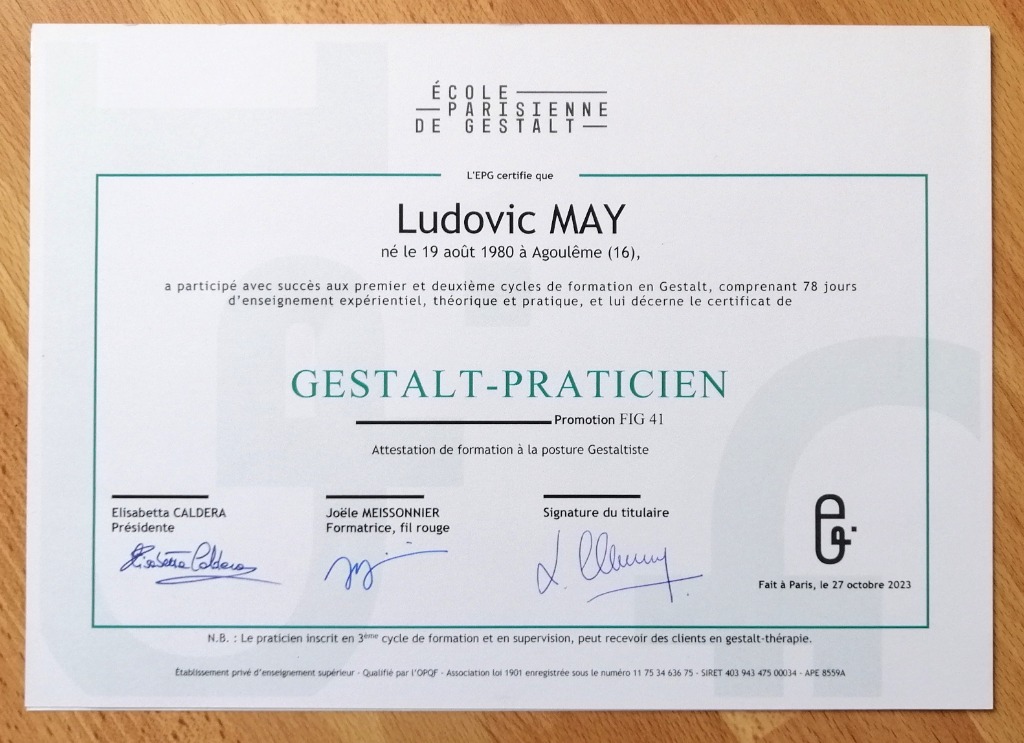 ÉCOLE
PARISIENNE
DE GESTALT
L'EPG certifie que
Ludovic MAY
né le 19 août 1980 à Agoulême (16),
a participé avec succès aux premier et deuxième cycles de formation en Gestalt, comprenant 78 jours
d'enseignement expérientiel, théorique et pratique, et lui décerne le certificat de
GESTALT-PRATICIEN
Promotion FIG 41
Attestation de formation à la posture Gestaltiste
Elisabetta CALDERA
Présidente
Joële MEISSONNIER
Formatrice, fil rouge
Signature du titulaire
Elisabetta Caldera
Fait à Paris, le 27 octobre 2023
N.B. : Le praticien inscrit en 3ème cycle de formation et en supervision, peut recevoir des clients en gestalt-thérapie.
Établissement privé d'enseignement supérieur - Qualifié par l'OPQF - Association loi 1901 enregistrée sous le numéro 11 75 34 636 75 - SIRET 403 943 475 00034 - APE 8559A